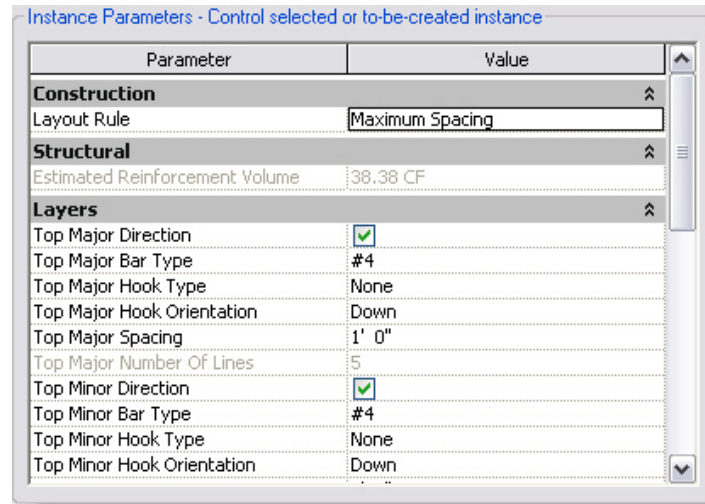 Instance Parameters - Control selected or to-be-created instance
Parameter Value
Construction
Layout Rule Maximum Spacing
Structural
Estimated Reinforcement Volume 38.38 CF
Layers
Top Major Direction
Top Major Bar Type #4
Top Major Hook Type None
Top Major Hook Orientation Down
Top Major Spacing 1' 0"
Top Major Number Of Lines 5
Top Minor Direction
Top Minor Bar Type #4
Top Minor Hook Type None
Top Minor Hook Orientation Down